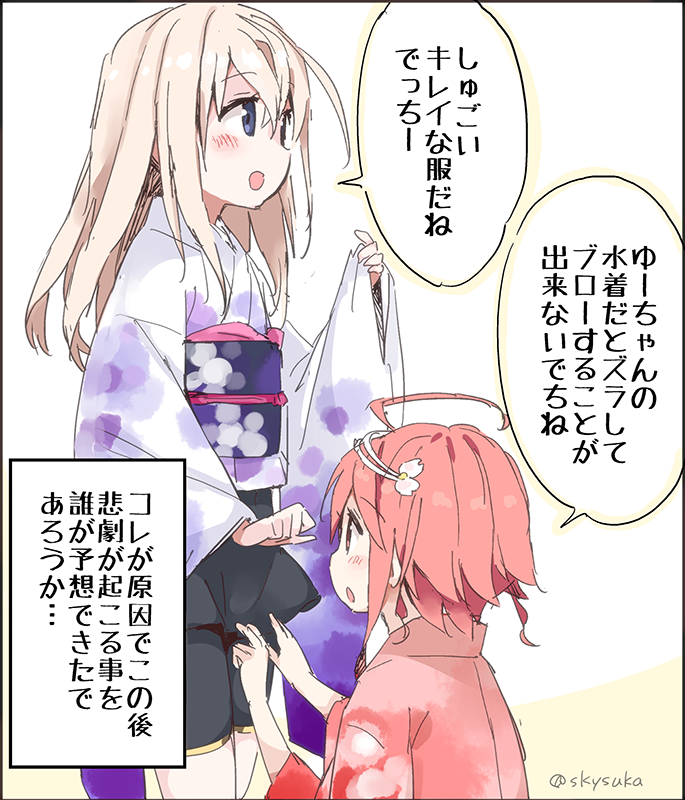 しゅごい
キレイな服だね
でっちー
ゆーちゃんの
水着だとズラして
ブローすることが
出来ないでちね
コレが原因でこの後
悲劇が起こる事を
誰が予想できたで
あろうか…
@skysuka